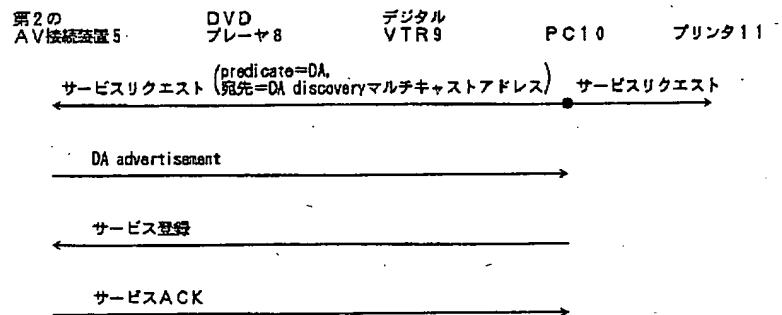 第2の
AV接続装置5
DVD
プレーヤ8
デジタル
VTR9
PC10
プリンタ11
サービスリクエスト
(predicate=DA,
宛先=DA discoveryマルチキャストアドレス)
サービスリクエスト
DA advertisement
サービス登録
サービスACK